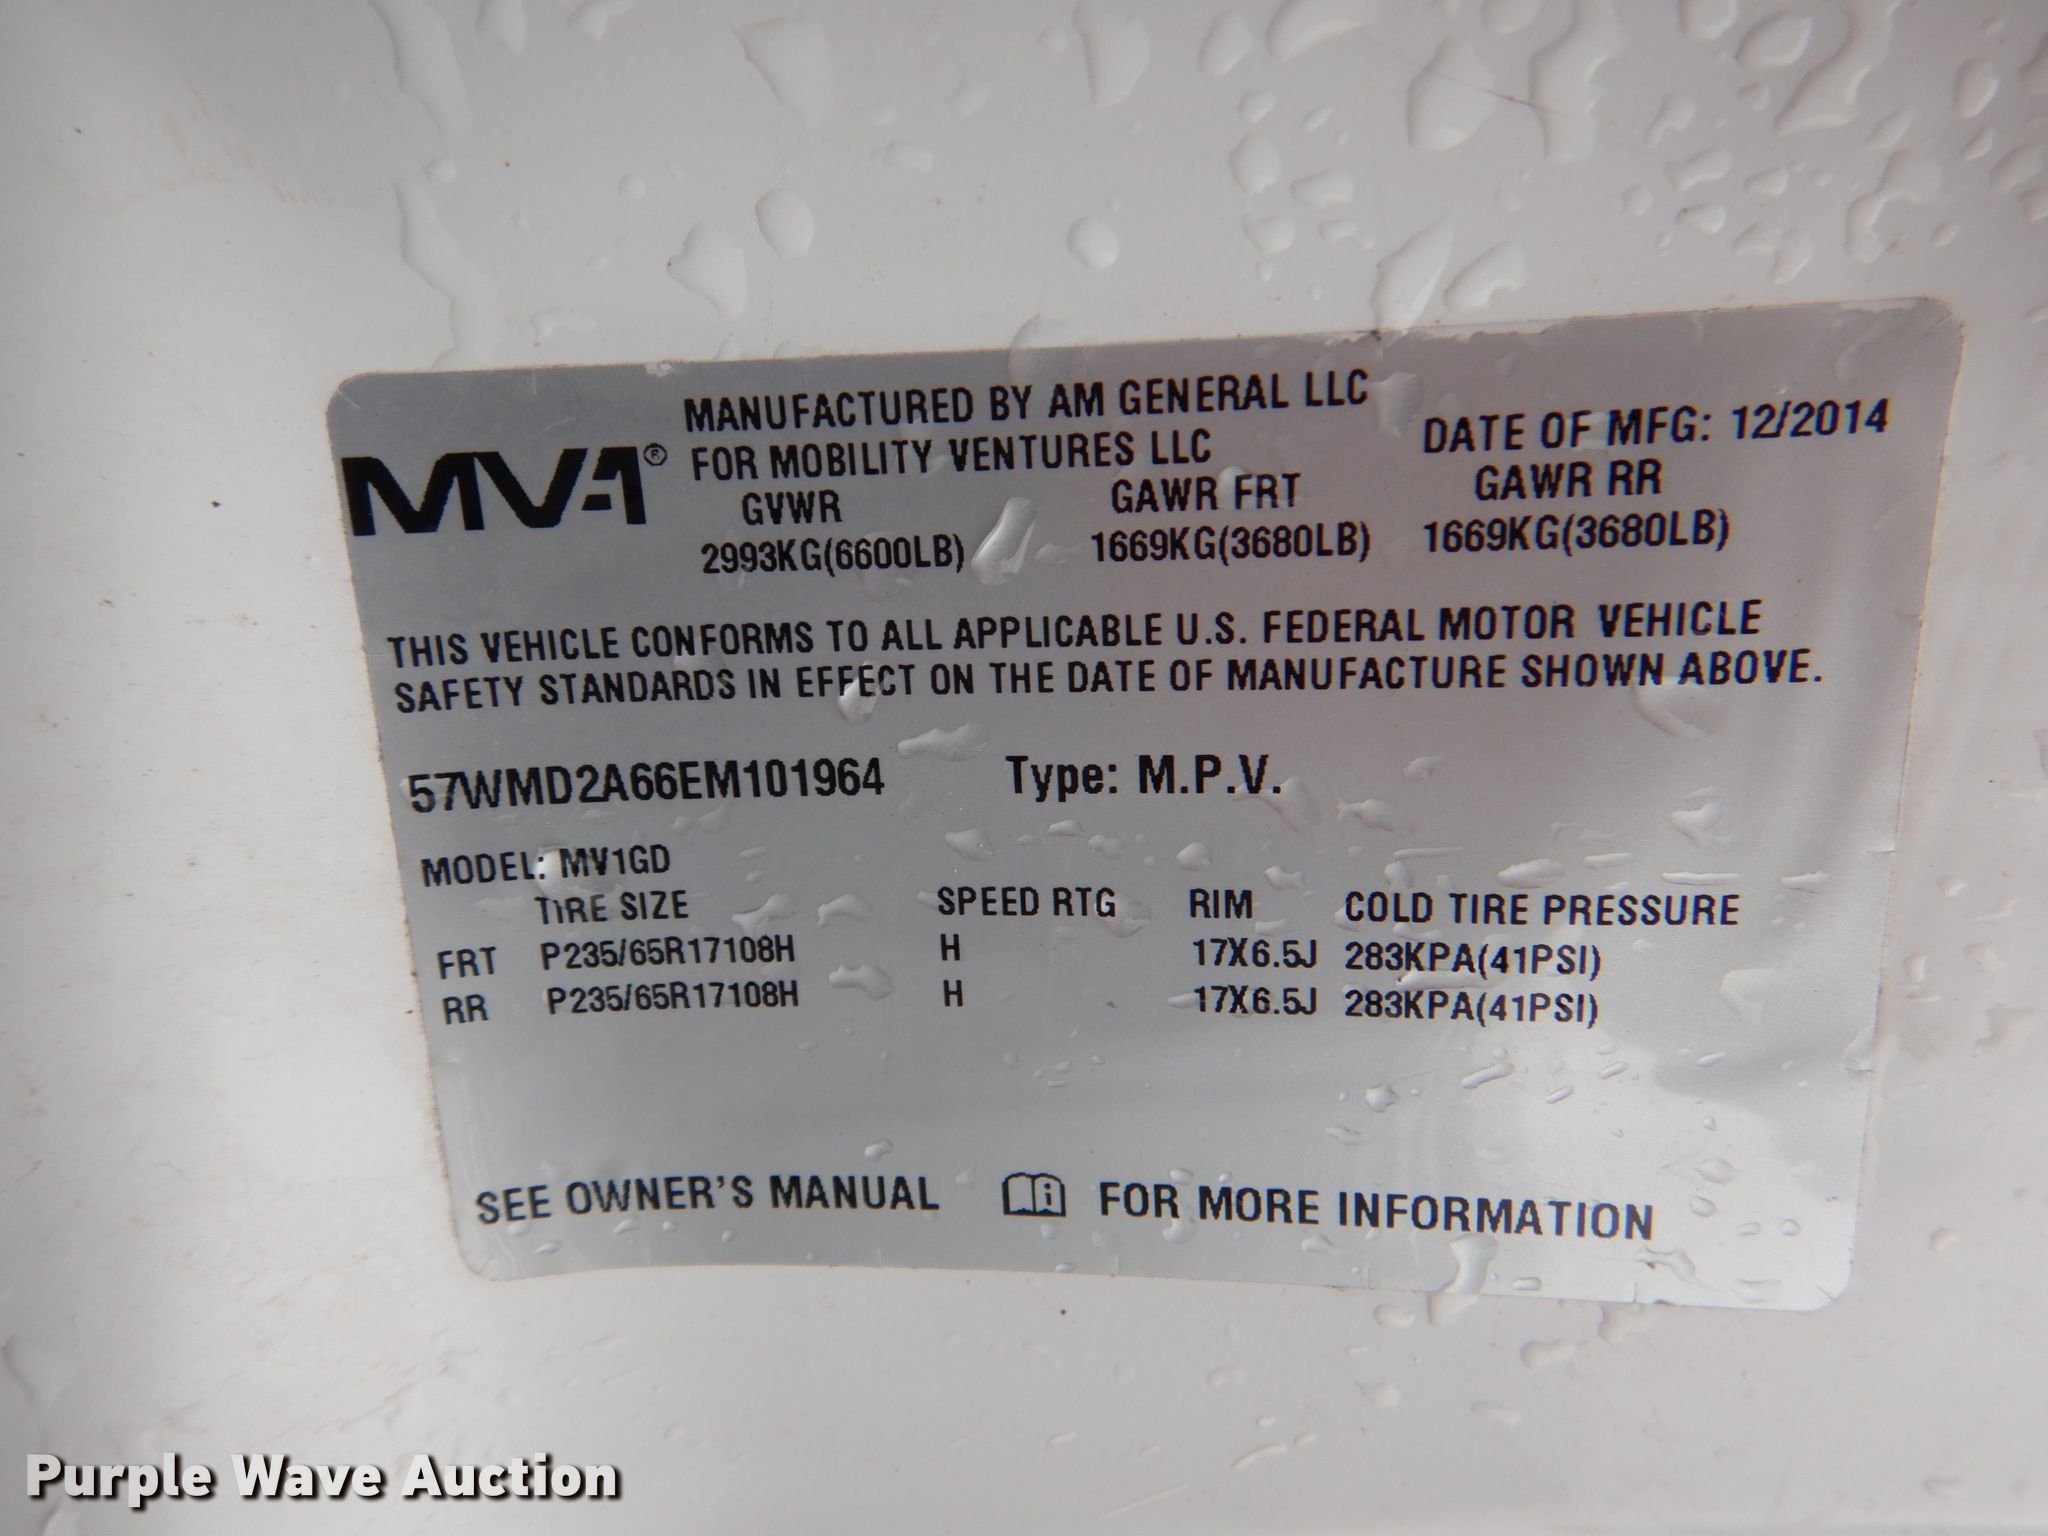 MV-1®
MANUFACTURED BY AM GENERAL LLC
FOR MOBILITY VENTURES LLC
DATE OF MFG: 12/2014
GVWR GAWR FRT GAWR RR
2993KG(6600LB) 1669KG(3680LB) 1669KG(3680LB)
THIS VEHICLE CONFORMS TO ALL APPLICABLE U.S. FEDERAL MOTOR VEHICLE
SAFETY STANDARDS IN EFFECT ON THE DATE OF MANUFACTURE SHOWN ABOVE.
57WMD2A66EM101964 Type: M.P.V.
MODEL: MV1GD
TIRE SIZE SPEED RTG RIM COLD TIRE PRESSURE
FRT P235/65R17108H H 17X6.5J 283KPA(41PSI)
RR P235/65R17108H H 17X6.5J 283KPA(41PSI)
SEE OWNER'S MANUAL FOR MORE INFORMATION
Purple Wave Auction